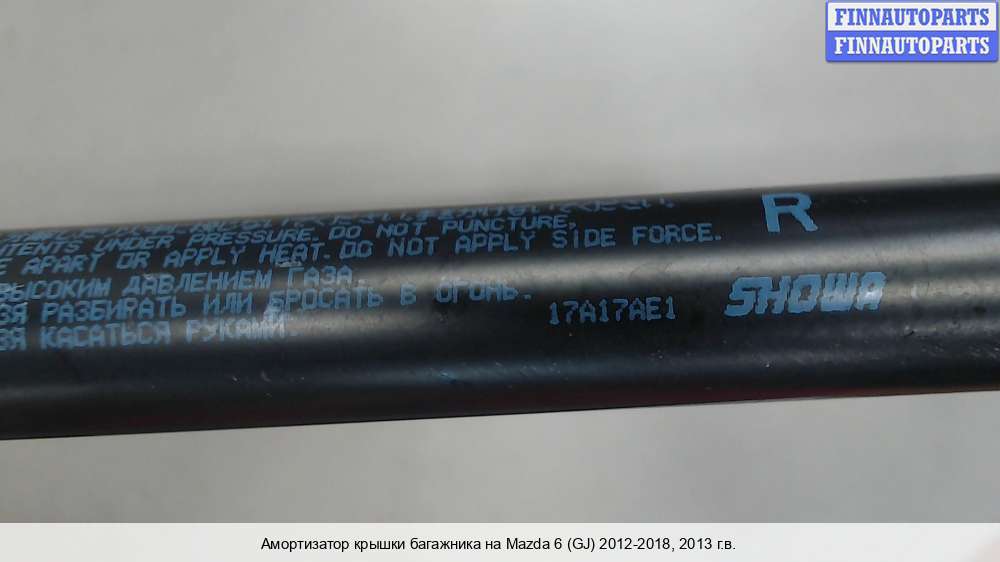 FINNAUTOPARTS
FINNAUTOPARTS
R
TENTS UNDER PRESSURE. DO NOT PUNCTURE,
E APART OR APPLY HEAT. DO NOT APPLY SIDE FORCE.
ВЫСОКИМ ДАВЛЕНИЕМ ГАЗА.
ЗЯ РАЗБИРАТЬ ИЛИ БРОСАТЬ В ОГОНЬ.
ЗЯ КАСАТЬСЯ РУКАМИ.
17A17AE1
SHOWA
Амортизатор крышки багажника на Mazda 6 (GJ) 2012-2018, 2013 г.в.